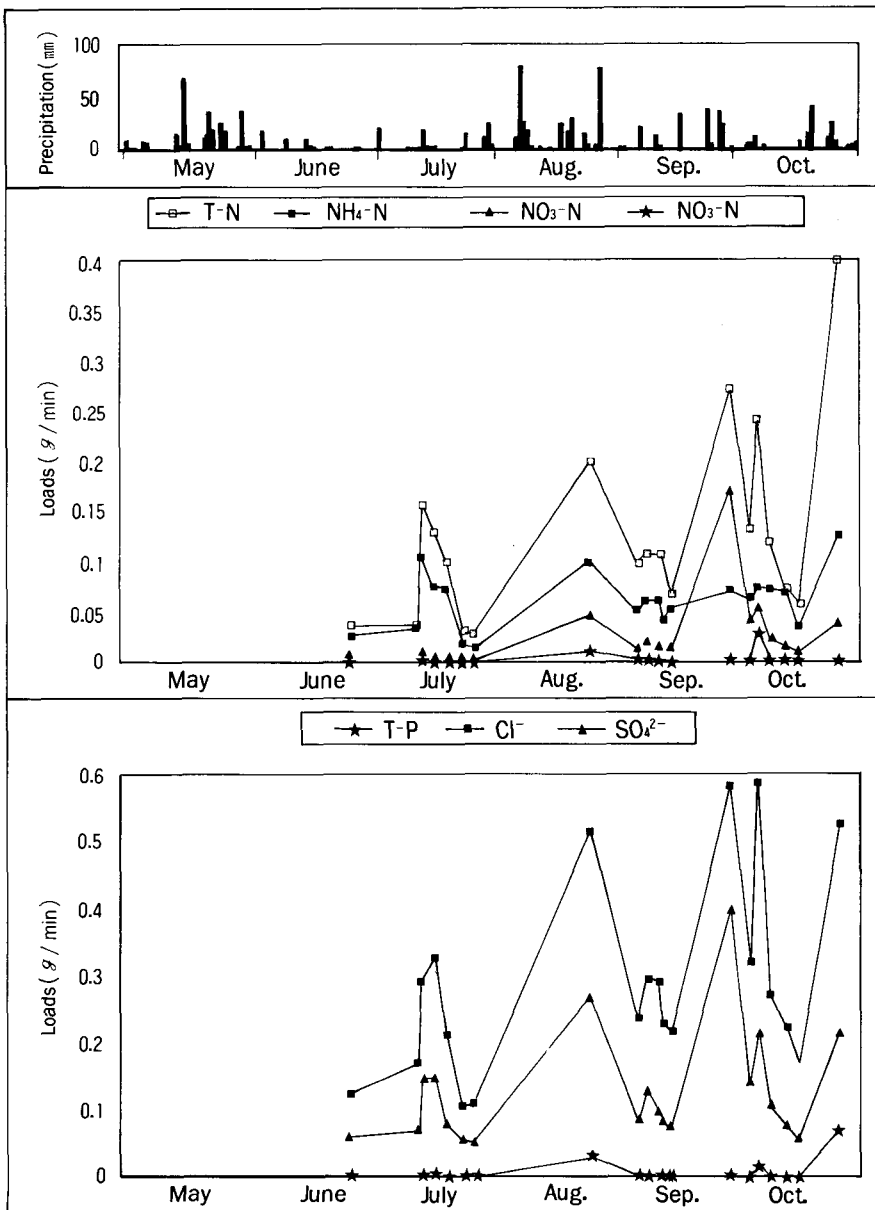 Precipitation(mm)
100
50
0
May June July Aug. Sep. Oct.
T-N NH₄-N NO₃-N NO₃-N
Loads(g/min)
0.4
0.35
0.3
0.25
0.2
0.15
0.1
0.05
0
May June July Aug. Sep. Oct.
T-P Cl⁻ SO₄²⁻
Loads(g/min)
0.6
0.5
0.4
0.3
0.2
0.1
0
May June July Aug. Sep. Oct.